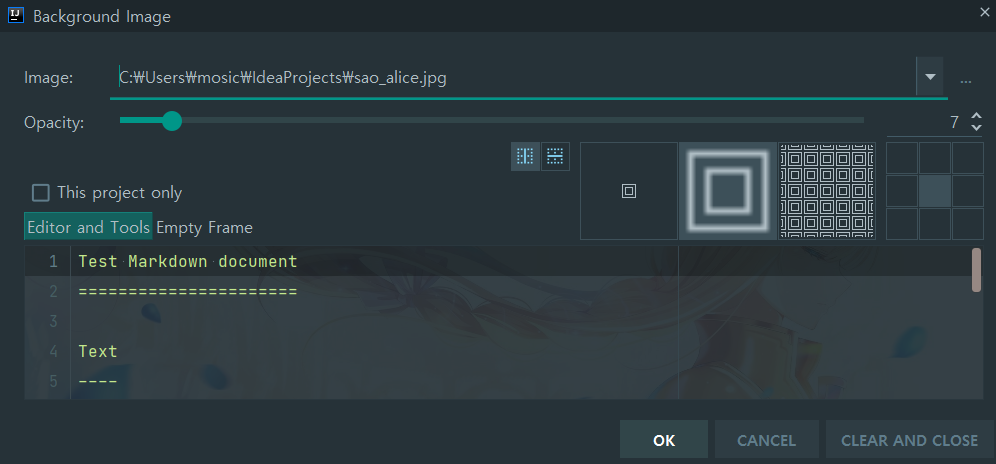 IJ
Background Image
Image:
C:₩Users₩mosic₩IdeaProjects₩sao_alice.jpg
...
Opacity:
7
This project only
Editor and Tools
Empty Frame
1 Test Markdown document
2 ======================
3
4 Text
5 ----
OK
CANCEL
CLEAR AND CLOSE